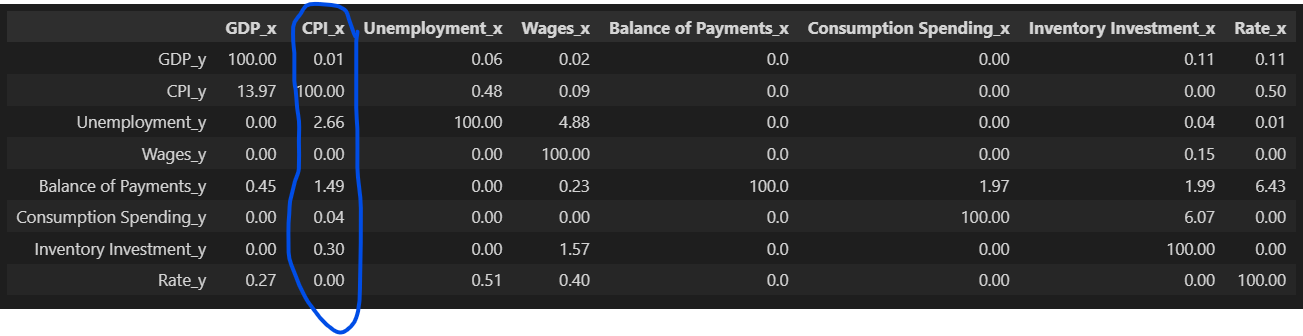 GDP_x CPI_x Unemployment_x Wages_x Balance of Payments_x Consumption Spending_x Inventory Investment_x Rate_x
GDP_y 100.00 0.01 0.06 0.02 0.0 0.00 0.11 0.11
CPI_y 13.97 100.00 0.48 0.09 0.0 0.00 0.00 0.50
Unemployment_y 0.00 2.66 100.00 4.88 0.0 0.00 0.04 0.01
Wages_y 0.00 0.00 0.00 100.00 0.0 0.00 0.15 0.00
Balance of Payments_y 0.45 1.49 0.00 0.23 100.0 1.97 1.99 6.43
Consumption Spending_y 0.00 0.04 0.00 0.00 0.0 100.00 6.07 0.00
Inventory Investment_y 0.00 0.30 0.00 1.57 0.0 0.00 100.00 0.00
Rate_y 0.27 0.00 0.51 0.40 0.0 0.00 0.00 100.00